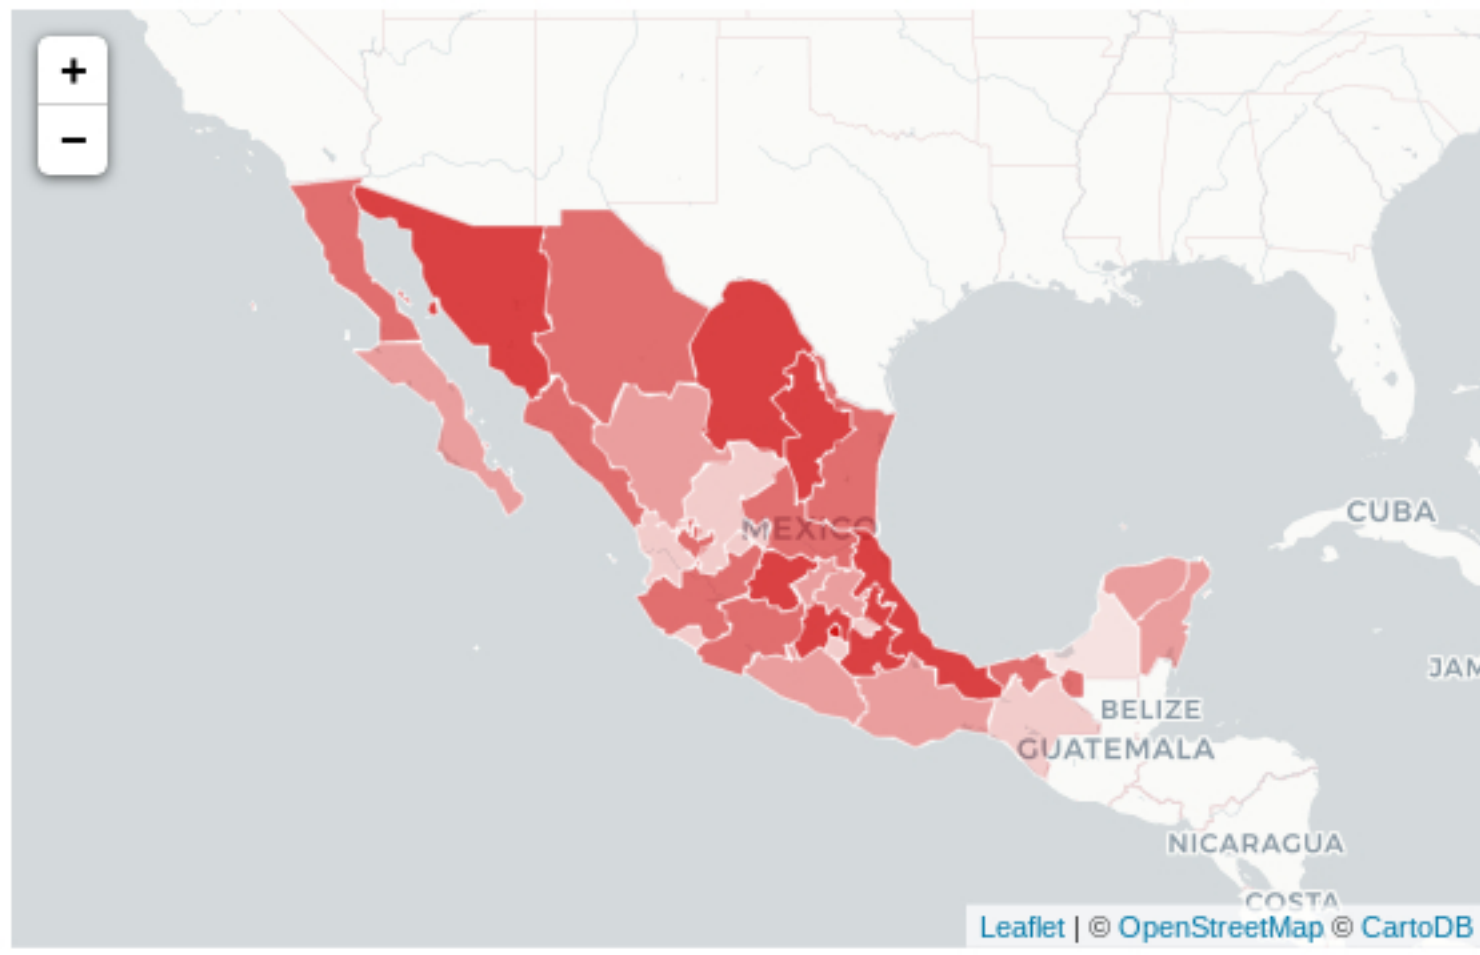 +
−
MEXICO
CUBA
JAM
BELIZE
GUATEMALA
NICARAGUA
COSTA
Leaflet | © OpenStreetMap © CartoDB